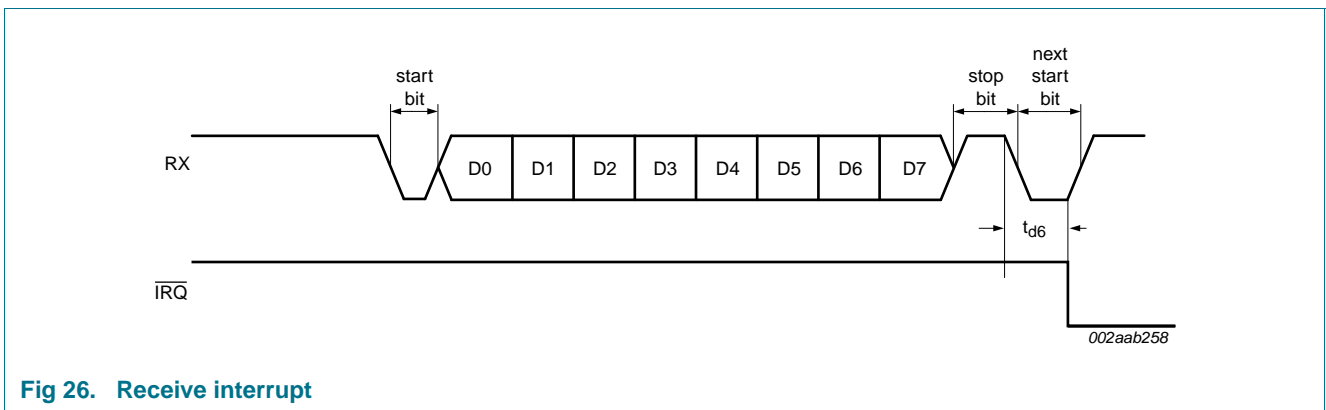 next
start
bit
start
bit
stop
bit
RX
D0 D1 D2 D3 D4 D5 D6 D7
td6
IRQ
002aab258
Fig 26. Receive interrupt